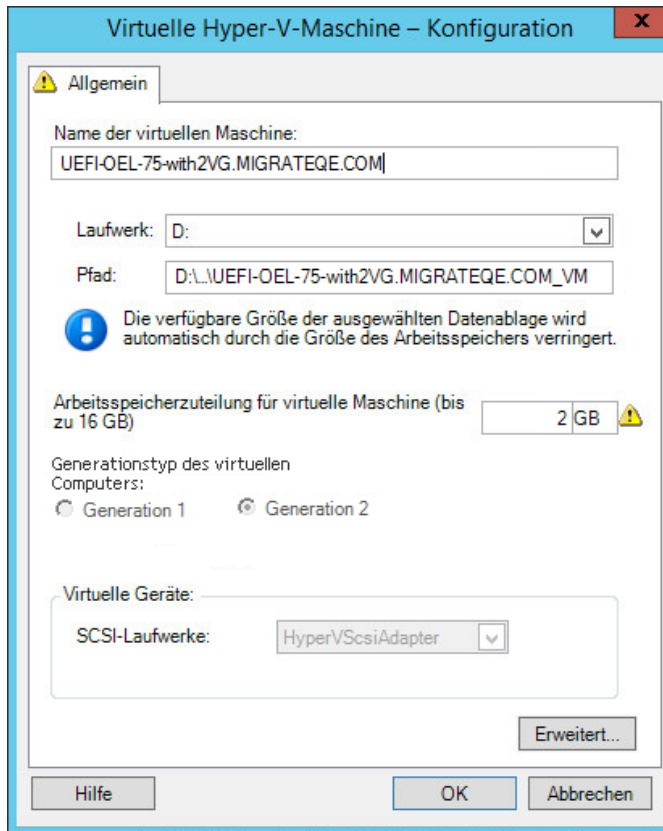 Virtuelle Hyper-V-Maschine – Konfiguration
x
Allgemein
Name der virtuellen Maschine:
UEFI-OEL-75-with2VG.MIGRATEQE.COM
Laufwerk: D:
Pfad: D:\...\UEFI-OEL-75-with2VG.MIGRATEQE.COM_VM
Die verfügbare Größe der ausgewählten Datenablage wird
automatisch durch die Größe des Arbeitsspeichers verringert.
Arbeitsspeicherzuteilung für virtuelle Maschine (bis
zu 16 GB)
2 GB
Generationstyp des virtuellen
Computers:
Generation 1 Generation 2
Virtuelle Geräte:
SCSI-Laufwerke: HyperVScsiAdapter
Erweitert...
Hilfe OK Abbrechen